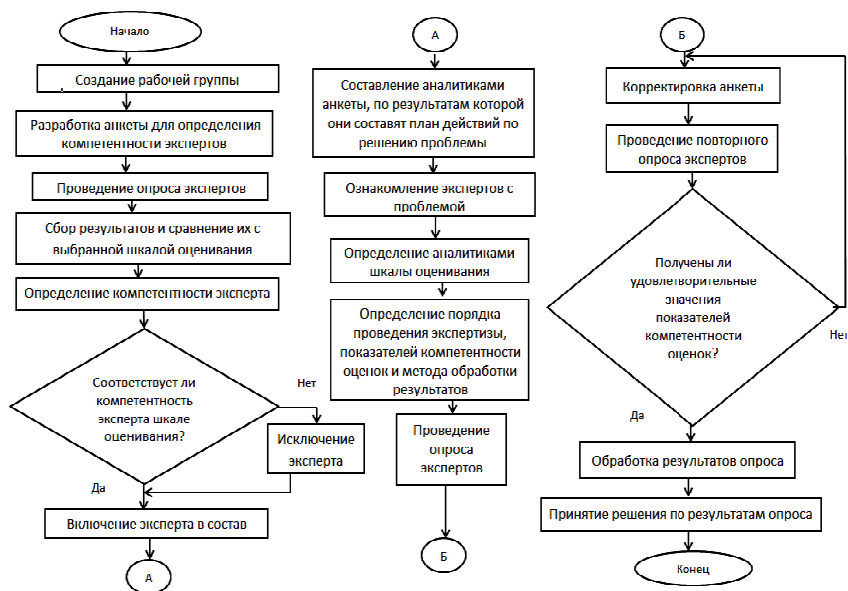 Начало
Создание рабочей группы
Разработка анкеты для определения
компетентности экспертов
Проведение опроса экспертов
Сбор результатов и сравнение их с
выбранной шкалой оценивания
Определение компетентности эксперта
Соответствует ли
компетентность
эксперта шкале
оценивания?
Нет
Исключение
эксперта
Да
Включение эксперта в состав
А
А
Составление аналитиками
анкеты, по результатам которой
они составят план действий по
решению проблемы
Ознакомление экспертов с
проблемой
Определение аналитиками
шкалы оценивания
Определение порядка
проведения экспертизы,
показателей компетентности
оценок и метода обработки
результатов
Проведение
опроса
экспертов
Б
Б
Корректировка анкеты
Проведение повторного
опроса экспертов
Получены ли
удовлетворительные
значения
показателей
компетентности
оценок?
Нет
Да
Обработка результатов опроса
Принятие решения по результатам опроса
Конец